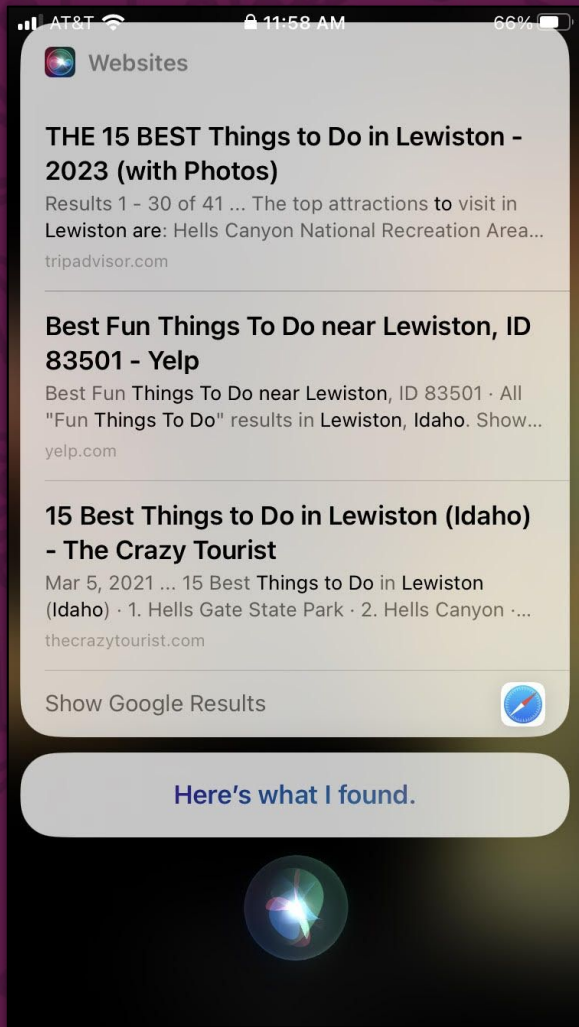 AT&T 11:58 AM 66%
Websites
THE 15 BEST Things to Do in Lewiston -
2023 (with Photos)
Results 1 - 30 of 41 ... The top attractions to visit in
Lewiston are: Hells Canyon National Recreation Area...
tripadvisor.com
Best Fun Things To Do near Lewiston, ID
83501 - Yelp
Best Fun Things To Do near Lewiston, ID 83501 · All
"Fun Things To Do" results in Lewiston, Idaho. Show...
yelp.com
15 Best Things to Do in Lewiston (Idaho)
- The Crazy Tourist
Mar 5, 2021 ... 15 Best Things to Do in Lewiston
(Idaho) · 1. Hells Gate State Park · 2. Hells Canyon ·...
thecrazytourist.com
Show Google Results
Here's what I found.